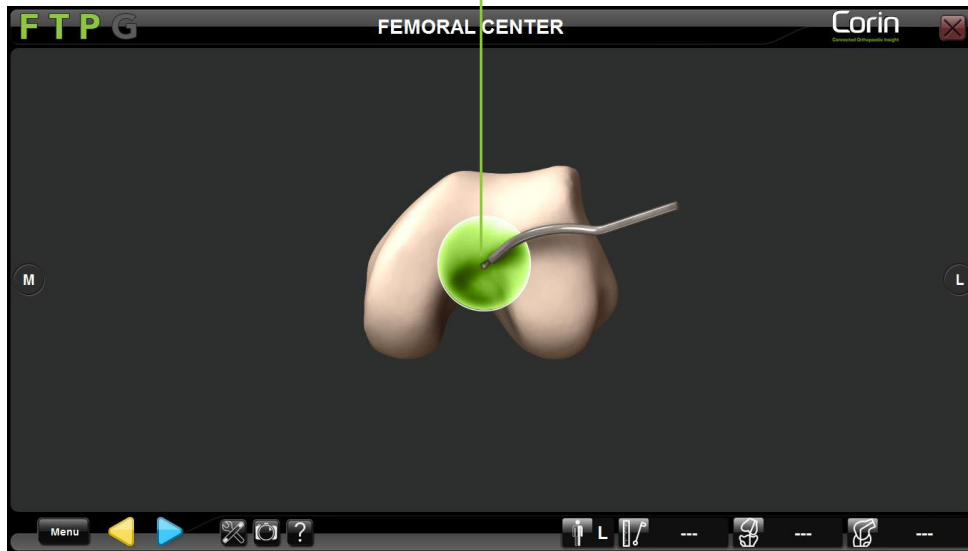 F T P G
FEMORAL CENTER
Corin
Connected Orthopaedic Insight
M
L
Menu
?
L
---
---
---